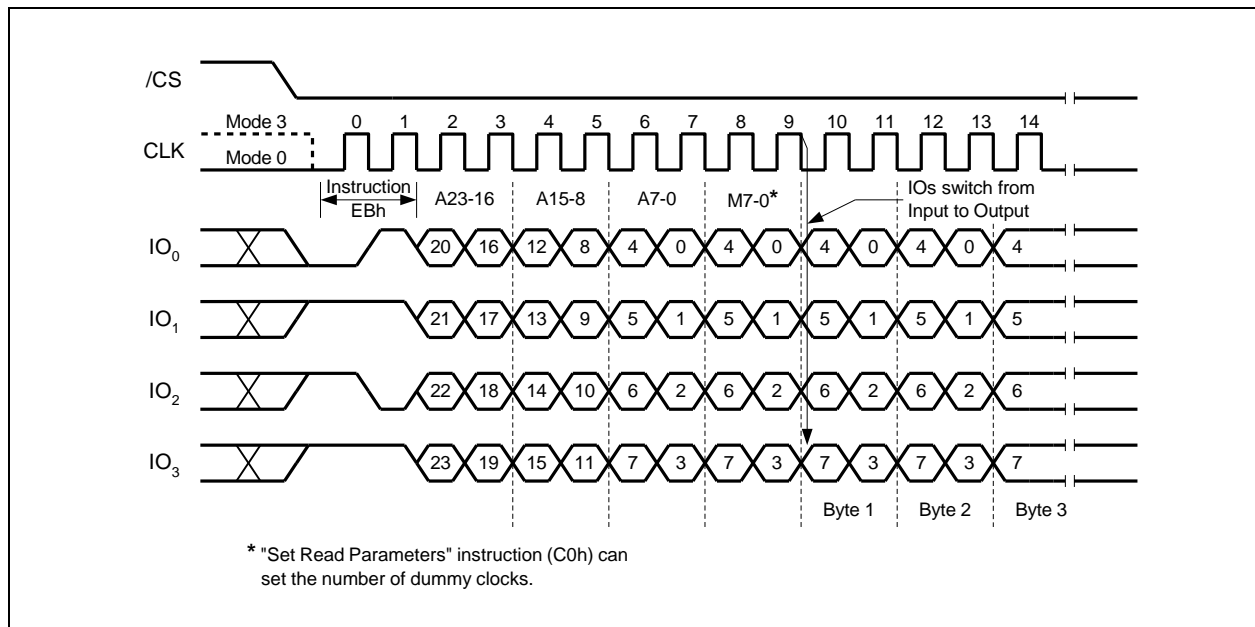 /CS
Mode 3 0 1 2 3 4 5 6 7 8 9 10 11 12 13 14
CLK Mode 0
Instruction EBh A23-16 A15-8 A7-0 M7-0* IOs switch from Input to Output
IO0 20 16 12 8 4 0 4 0 4 0 4 0 4
IO1 21 17 13 9 5 1 5 1 5 1 5 1 5
IO2 22 18 14 10 6 2 6 2 6 2 6 2 6
IO3 23 19 15 11 7 3 7 3 7 3 7 3 7
Byte 1 Byte 2 Byte 3
* "Set Read Parameters" instruction (C0h) can
set the number of dummy clocks.